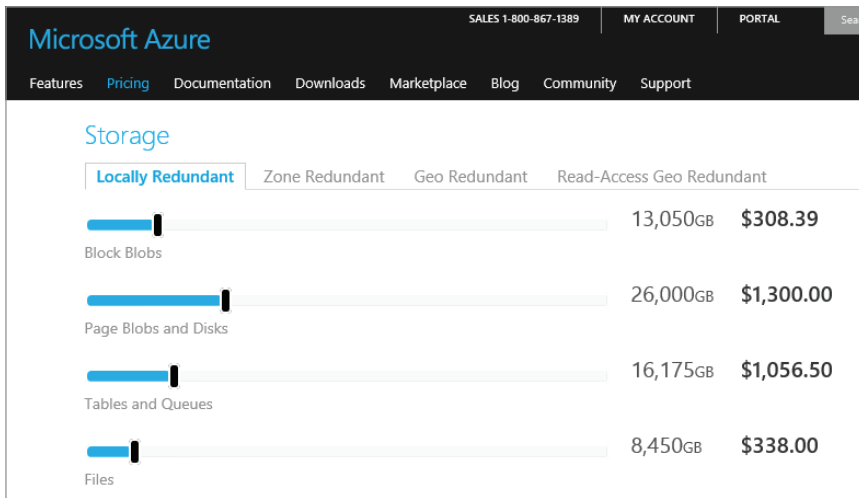 SALES 1-800-867-1389 MY ACCOUNT PORTAL Sea
Microsoft Azure
Features Pricing Documentation Downloads Marketplace Blog Community Support
Storage
Locally Redundant Zone Redundant Geo Redundant Read-Access Geo Redundant
13,050GB $308.39
Block Blobs
26,000GB $1,300.00
Page Blobs and Disks
16,175GB $1,056.50
Tables and Queues
8,450GB $338.00
Files